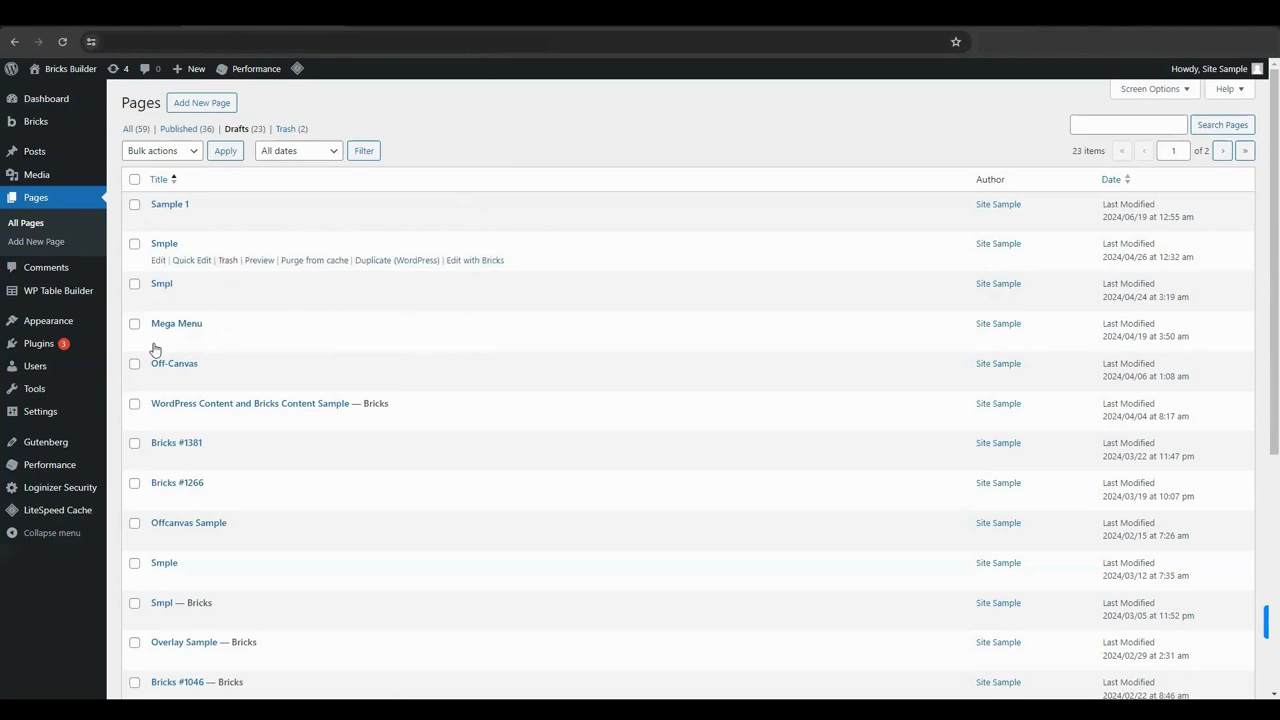 Bricks Builder 4 0 New Performance Howdy, Site Sample
Screen Options Help
Dashboard
Bricks
Posts
Media
Pages
All Pages
Add New Page
Comments
WP Table Builder
Appearance
Plugins 3
Users
Tools
Settings
Gutenberg
Performance
Loginizer Security
LiteSpeed Cache
Collapse menu
Pages Add New Page
All (59) | Published (36) | Drafts (23) | Trash (2)
Search Pages
Bulk actions Apply All dates Filter 23 items « ‹ 1 of 2 › »
Title Author Date
Sample 1 Site Sample Last Modified
2024/06/19 at 12:55 am
Smple Site Sample Last Modified
Edit | Quick Edit | Trash | Preview | Purge from cache | Duplicate (WordPress) | Edit with Bricks 2024/04/26 at 12:32 am
Smpl Site Sample Last Modified
2024/04/24 at 3:19 am
Mega Menu Site Sample Last Modified
2024/04/19 at 3:50 am
Off-Canvas Site Sample Last Modified
2024/04/06 at 1:08 am
WordPress Content and Bricks Content Sample — Bricks Site Sample Last Modified
2024/04/04 at 8:17 am
Bricks #1381 Site Sample Last Modified
2024/03/22 at 11:47 pm
Bricks #1266 Site Sample Last Modified
2024/03/19 at 10:07 pm
Offcanvas Sample Site Sample Last Modified
2024/02/15 at 7:26 am
Smple Site Sample Last Modified
2024/03/12 at 7:35 am
Smpl — Bricks Site Sample Last Modified
2024/03/05 at 11:52 pm
Overlay Sample — Bricks Site Sample Last Modified
2024/02/29 at 2:31 am
Bricks #1046 — Bricks Site Sample Last Modified
2024/02/22 at 8:46 am